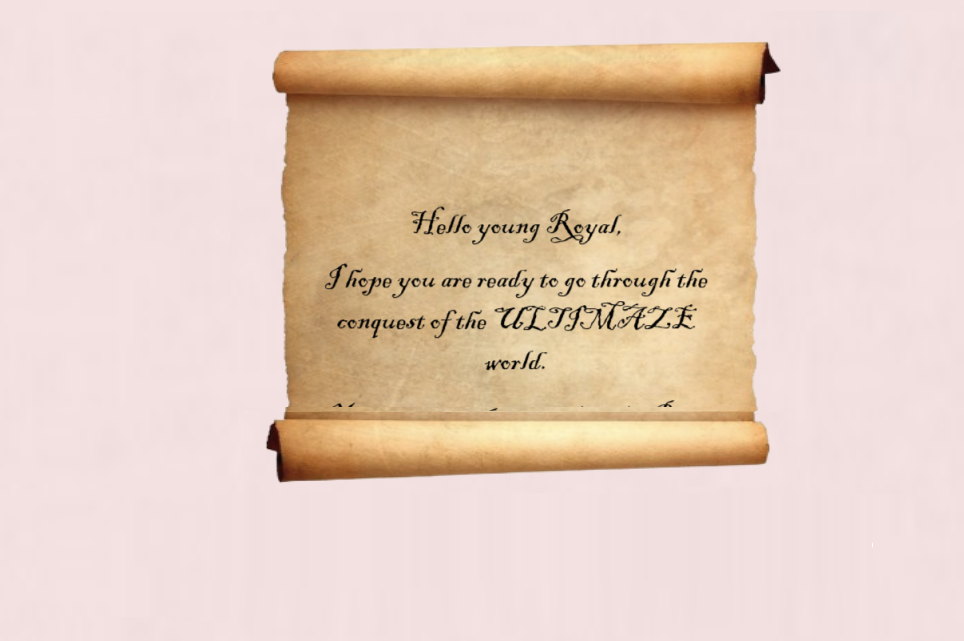 Hello young Royal,
I hope you are ready to go through the
conquest of the ULTIMAZE
world.